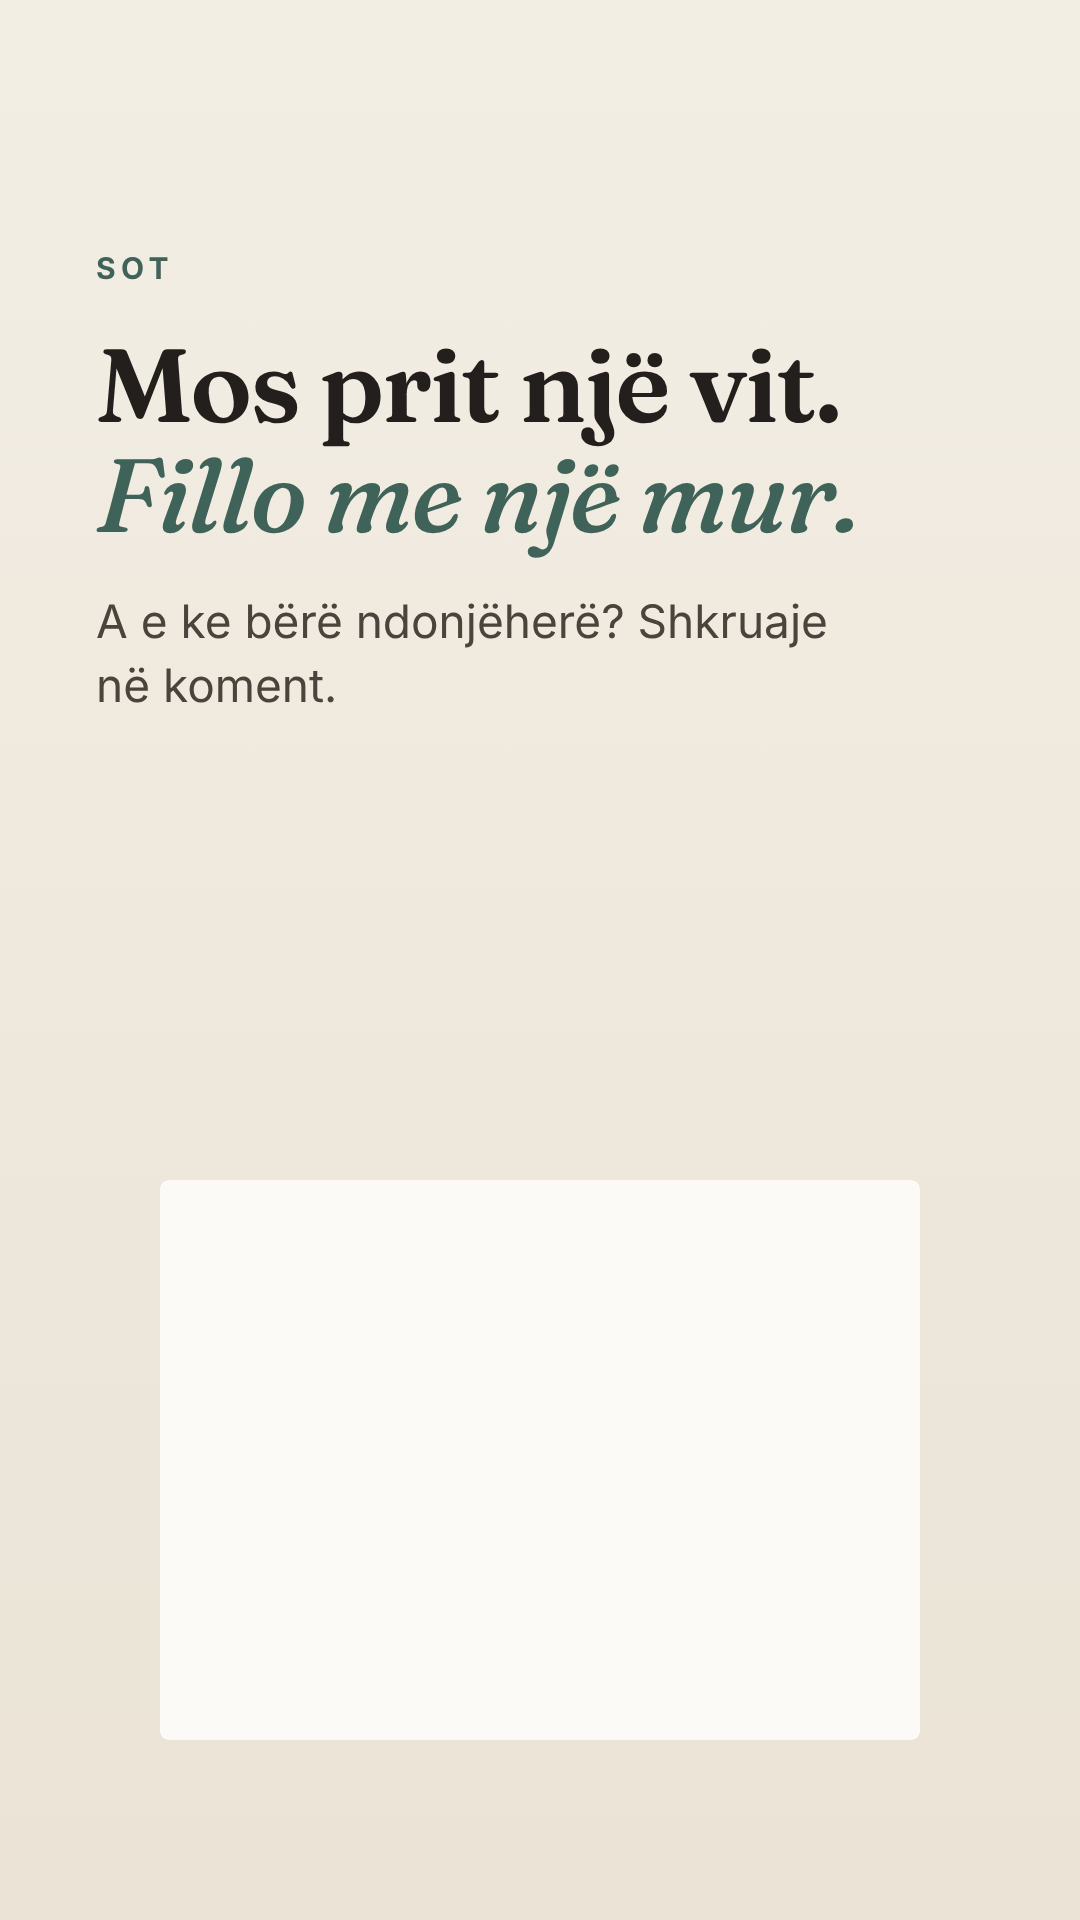 SOT
Mos prit një vit.
Fillo me një mur.
A e ke bërë ndonjëherë? Shkruaje
në koment.